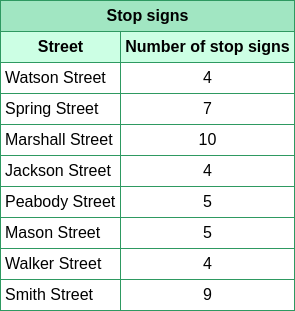 Stop signs
Street Number of stop signs
Watson Street 4
Spring Street 7
Marshall Street 10
Jackson Street 4
Peabody Street 5
Mason Street 5
Walker Street 4
Smith Street 9